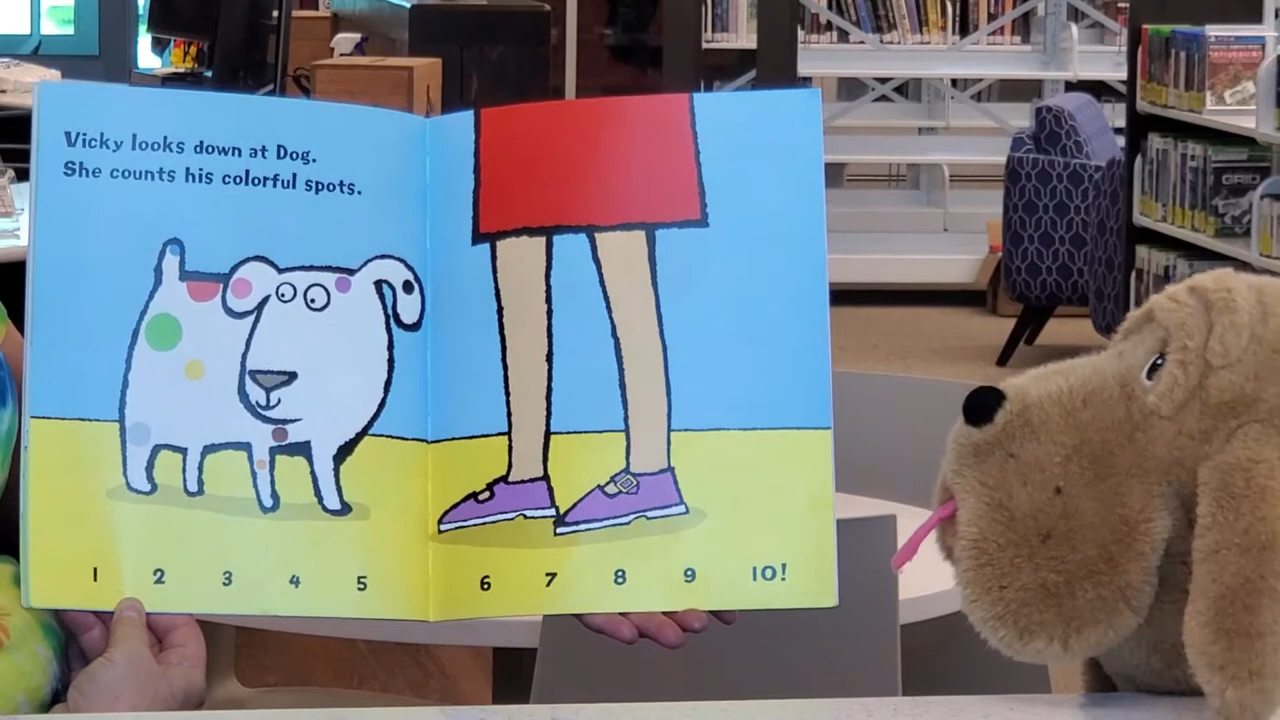 Vicky looks down at Dog.
She counts his colorful spots.
1 2 3 4 5 6 7 8 9 10!
GRID